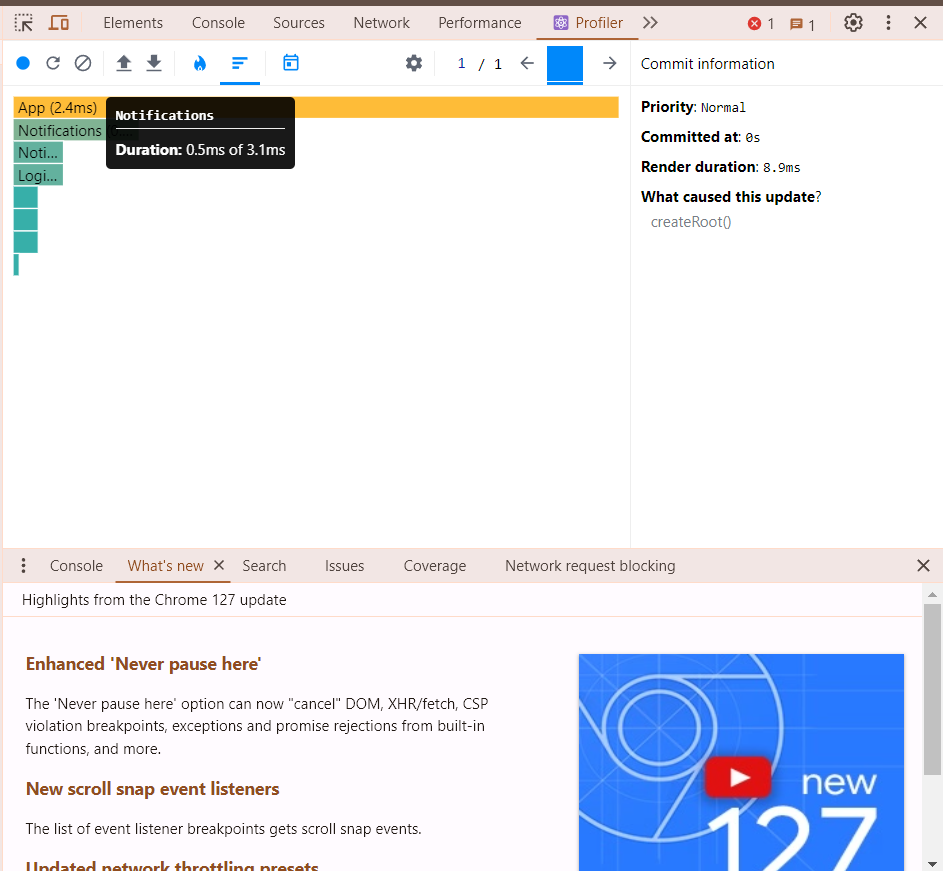 Elements Console Sources Network Performance Profiler 1 1
1 / 1
Commit information
App (2.4ms)
Notifications
Noti...
Logi...
Notifications
Duration: 0.5ms of 3.1ms
Priority: Normal
Committed at: 0s
Render duration: 8.9ms
What caused this update?
createRoot()
Console What's new Search Issues Coverage Network request blocking
Highlights from the Chrome 127 update
Enhanced 'Never pause here'
The 'Never pause here' option can now "cancel" DOM, XHR/fetch, CSP
violation breakpoints, exceptions and promise rejections from built-in
functions, and more.
New scroll snap event listeners
The list of event listener breakpoints gets scroll snap events.
Updated network throttling presets
new
127